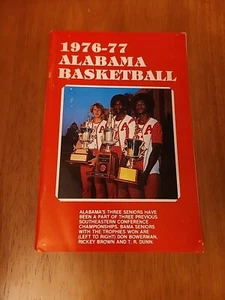 1976-77
ALABAMA
BASKETBALL
ALABAMA'S THREE SENIORS HAVE
BEEN A PART OF THREE PREVIOUS
SOUTHEASTERN CONFERENCE
CHAMPIONSHIPS. BAMA SENIORS
WITH THE TROPHIES WON ARE
(LEFT TO RIGHT) DON BOWERMAN,
RICKEY BROWN AND T. R. DUNN.